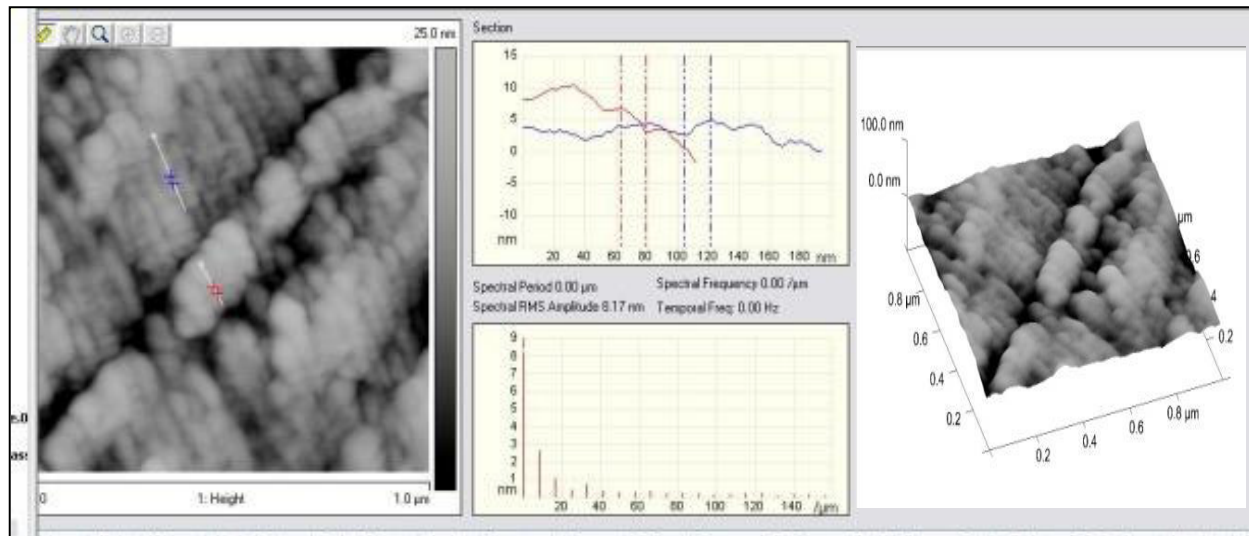 25.0 nm
1: Height
1.0 µm
Section
15
10
5
0
-5
-10
nm
20 40 60 80 100 120 140 160 180 nm
Spectral Period 0.00 µm Spectral Frequency 0.00 /µm
Spectral RMS Amplitude 8.17 nm Temporal Freq: 0.00 Hz
9
8
7
6
5
4
3
2
1
nm
20 40 60 80 100 120 140 /µm
100.0 nm
0.0 nm
µm
0.8 µm
0.6
0.4
0.2
0.2
0.4
0.6
0.8 µm
0.2